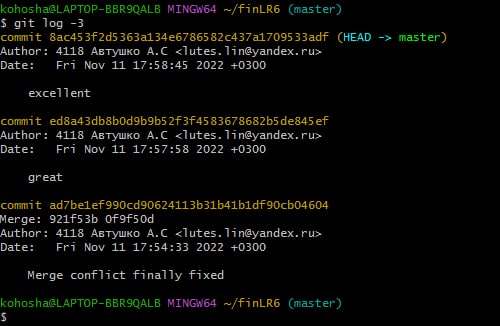 kohosha@LAPTOP-BBR9QALB MINGW64 ~/finLR6 (master)
$ git log -3
commit 8ac453f2d5363a134e6786582c437a1709533adf (HEAD -> master)
Author: 4118 Автушко А.С <lutes.lin@yandex.ru>
Date:   Fri Nov 11 17:58:45 2022 +0300
    excellent
commit ed8a43db8b0d9b9b52f3f4583678682b5de845ef
Author: 4118 Автушко А.С <lutes.lin@yandex.ru>
Date:   Fri Nov 11 17:57:58 2022 +0300
    great
commit ad7be1ef990cd90624113b31b41b1df90cb04604
Merge: 921f53b 0f9f50d
Author: 4118 Автушко А.С <lutes.lin@yandex.ru>
Date:   Fri Nov 11 17:54:33 2022 +0300
    Merge conflict finally fixed
kohosha@LAPTOP-BBR9QALB MINGW64 ~/finLR6 (master)
$